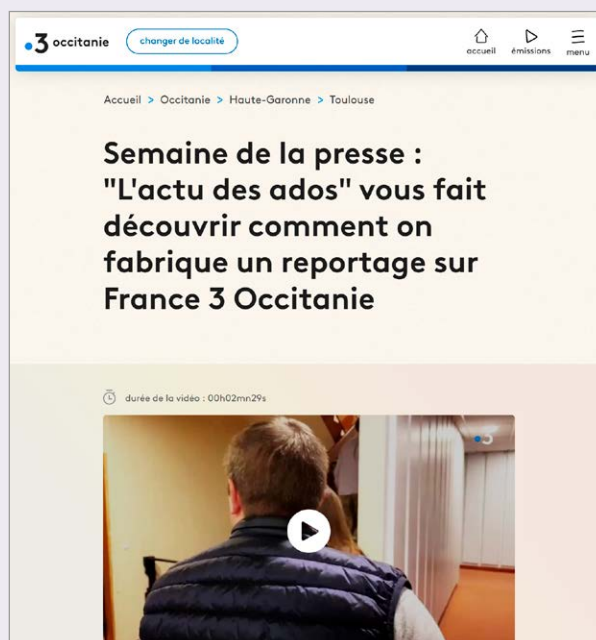 3 occitanie
changer de localité
accueil
émissions
menu
Accueil > Occitanie > Haute-Garonne > Toulouse
Semaine de la presse :
"L'actu des ados" vous fait
découvrir comment on
fabrique un reportage sur
France 3 Occitanie
durée de la vidéo : 00h02mn29s
3